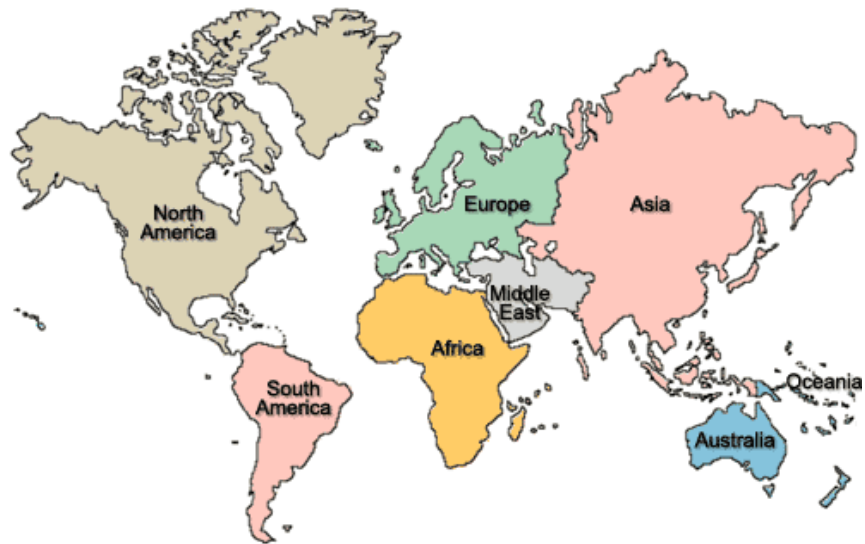 North
America
Europe
Asia
Middle
East
Africa
South
America
Oceania
Australia